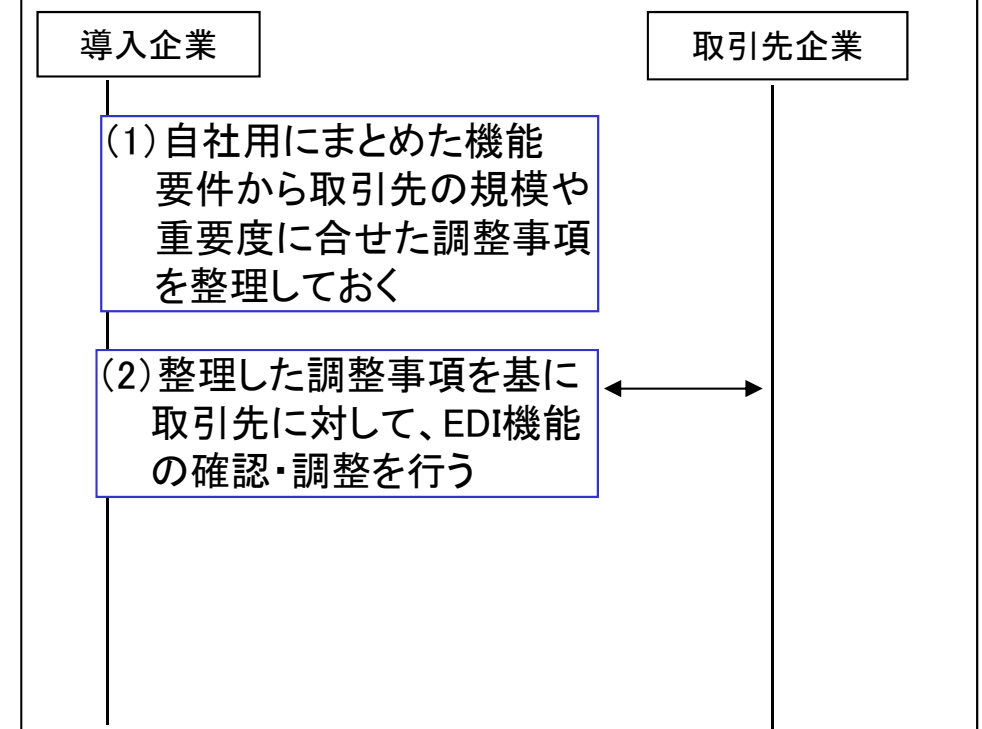 導入企業
取引先企業
(1)自社用にまとめた機能
要件から取引先の規模や
重要度に合せた調整事項
を整理しておく
(2)整理した調整事項を基に
取引先に対して、EDI機能
の確認・調整を行う